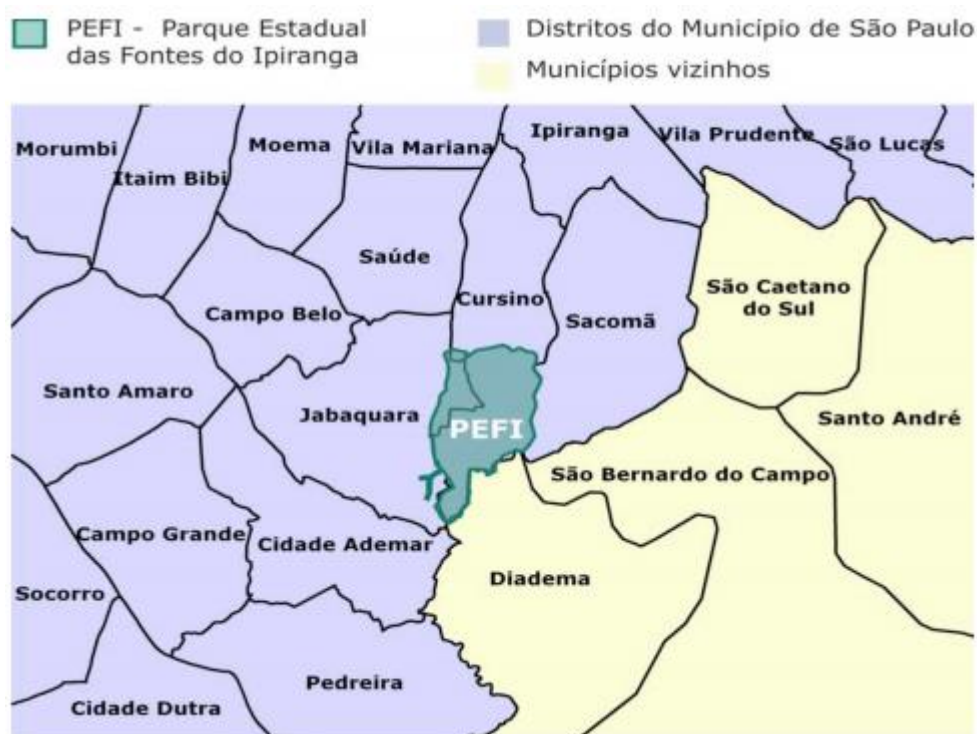 PEFI - Parque Estadual
das Fontes do Ipiranga
Distritos do Município de São Paulo
Municípios vizinhos
Morumbi
Itaim Bibi
Moema
Vila Mariana
Ipiranga
Vila Prudente
São Lucas
Saúde
Campo Belo
Cursino
Sacomã
São Caetano
do Sul
Santo Amaro
Jabaquara
PEFI
Santo André
São Bernardo do Campo
Campo Grande
Cidade Ademar
Diadema
Socorro
Pedreira
Cidade Dutra